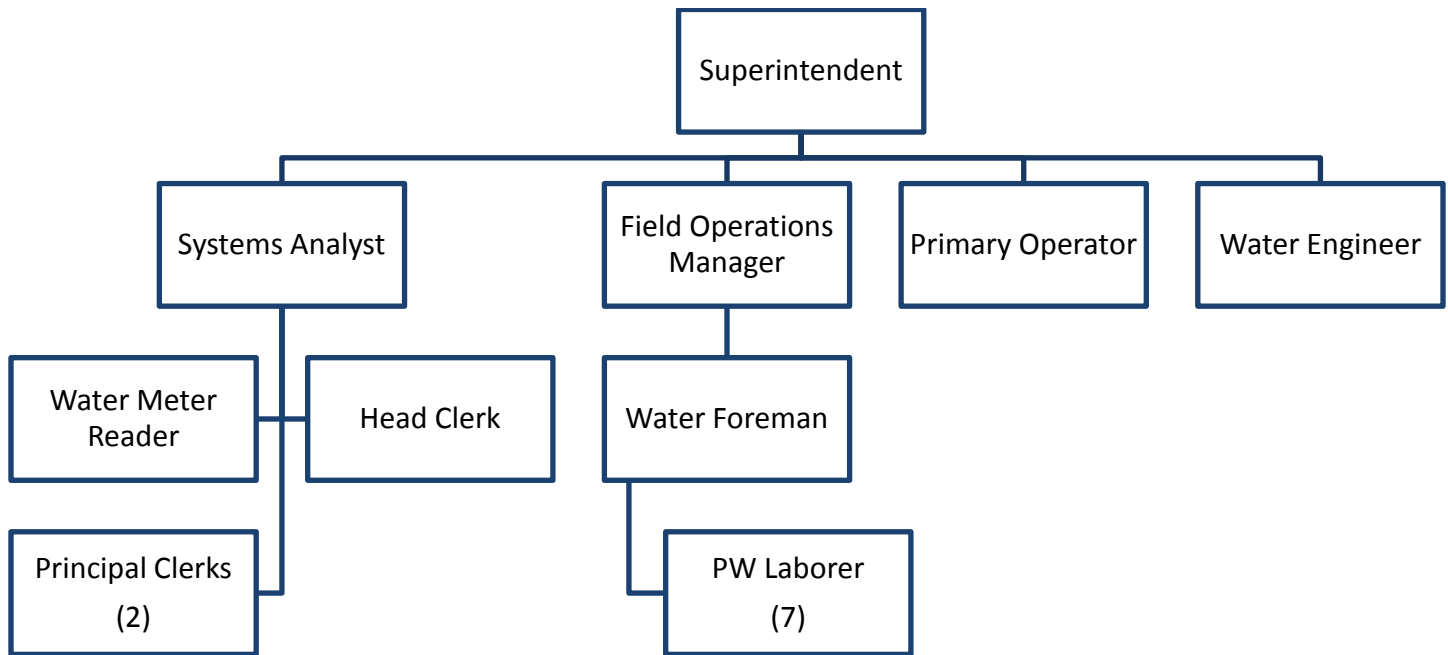 Superintendent
Systems Analyst
Field Operations
Manager
Primary Operator
Water Engineer
Water Meter
Reader
Head Clerk
Water Foreman
Principal Clerks
(2)
PW Laborer
(7)